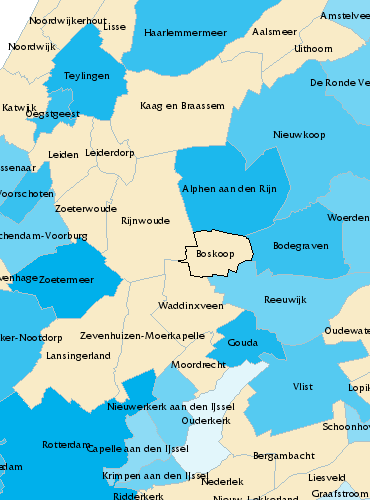 Amstelvee
Noordwijkerhout
Lisse
Haarlemmermeer
Aalsmeer
Noordwijk
Uithoorn
Teylingen
De Ronde Ve
Katwijk
Oegstgeest
Kaag en Braassem
Nieuwkoop
Leiden
Leiderdorp
ssenaar
Voorschoten
Alphen aan den Rijn
Zoeterwoude
Rijnwoude
Woerden
chendam-Voorburg
Bodegraven
Boskoop
venhage
Zoetermeer
Reeuwijk
Waddinxveen
Oudewate
ker-Nootdorp
Zevenhuizen-Moerkapelle
Gouda
Lansingerland
Moordrecht
Vlist
Lopik
Nieuwerkerk aan den IJssel
Ouderkerk
Schoonho
Rotterdam
Capelle aan den IJssel
Bergambacht
dam
Krimpen aan den IJssel
Nederlek
Liesveld
Ridderkerk
Nieuw-Lekkerland
Graafstroom